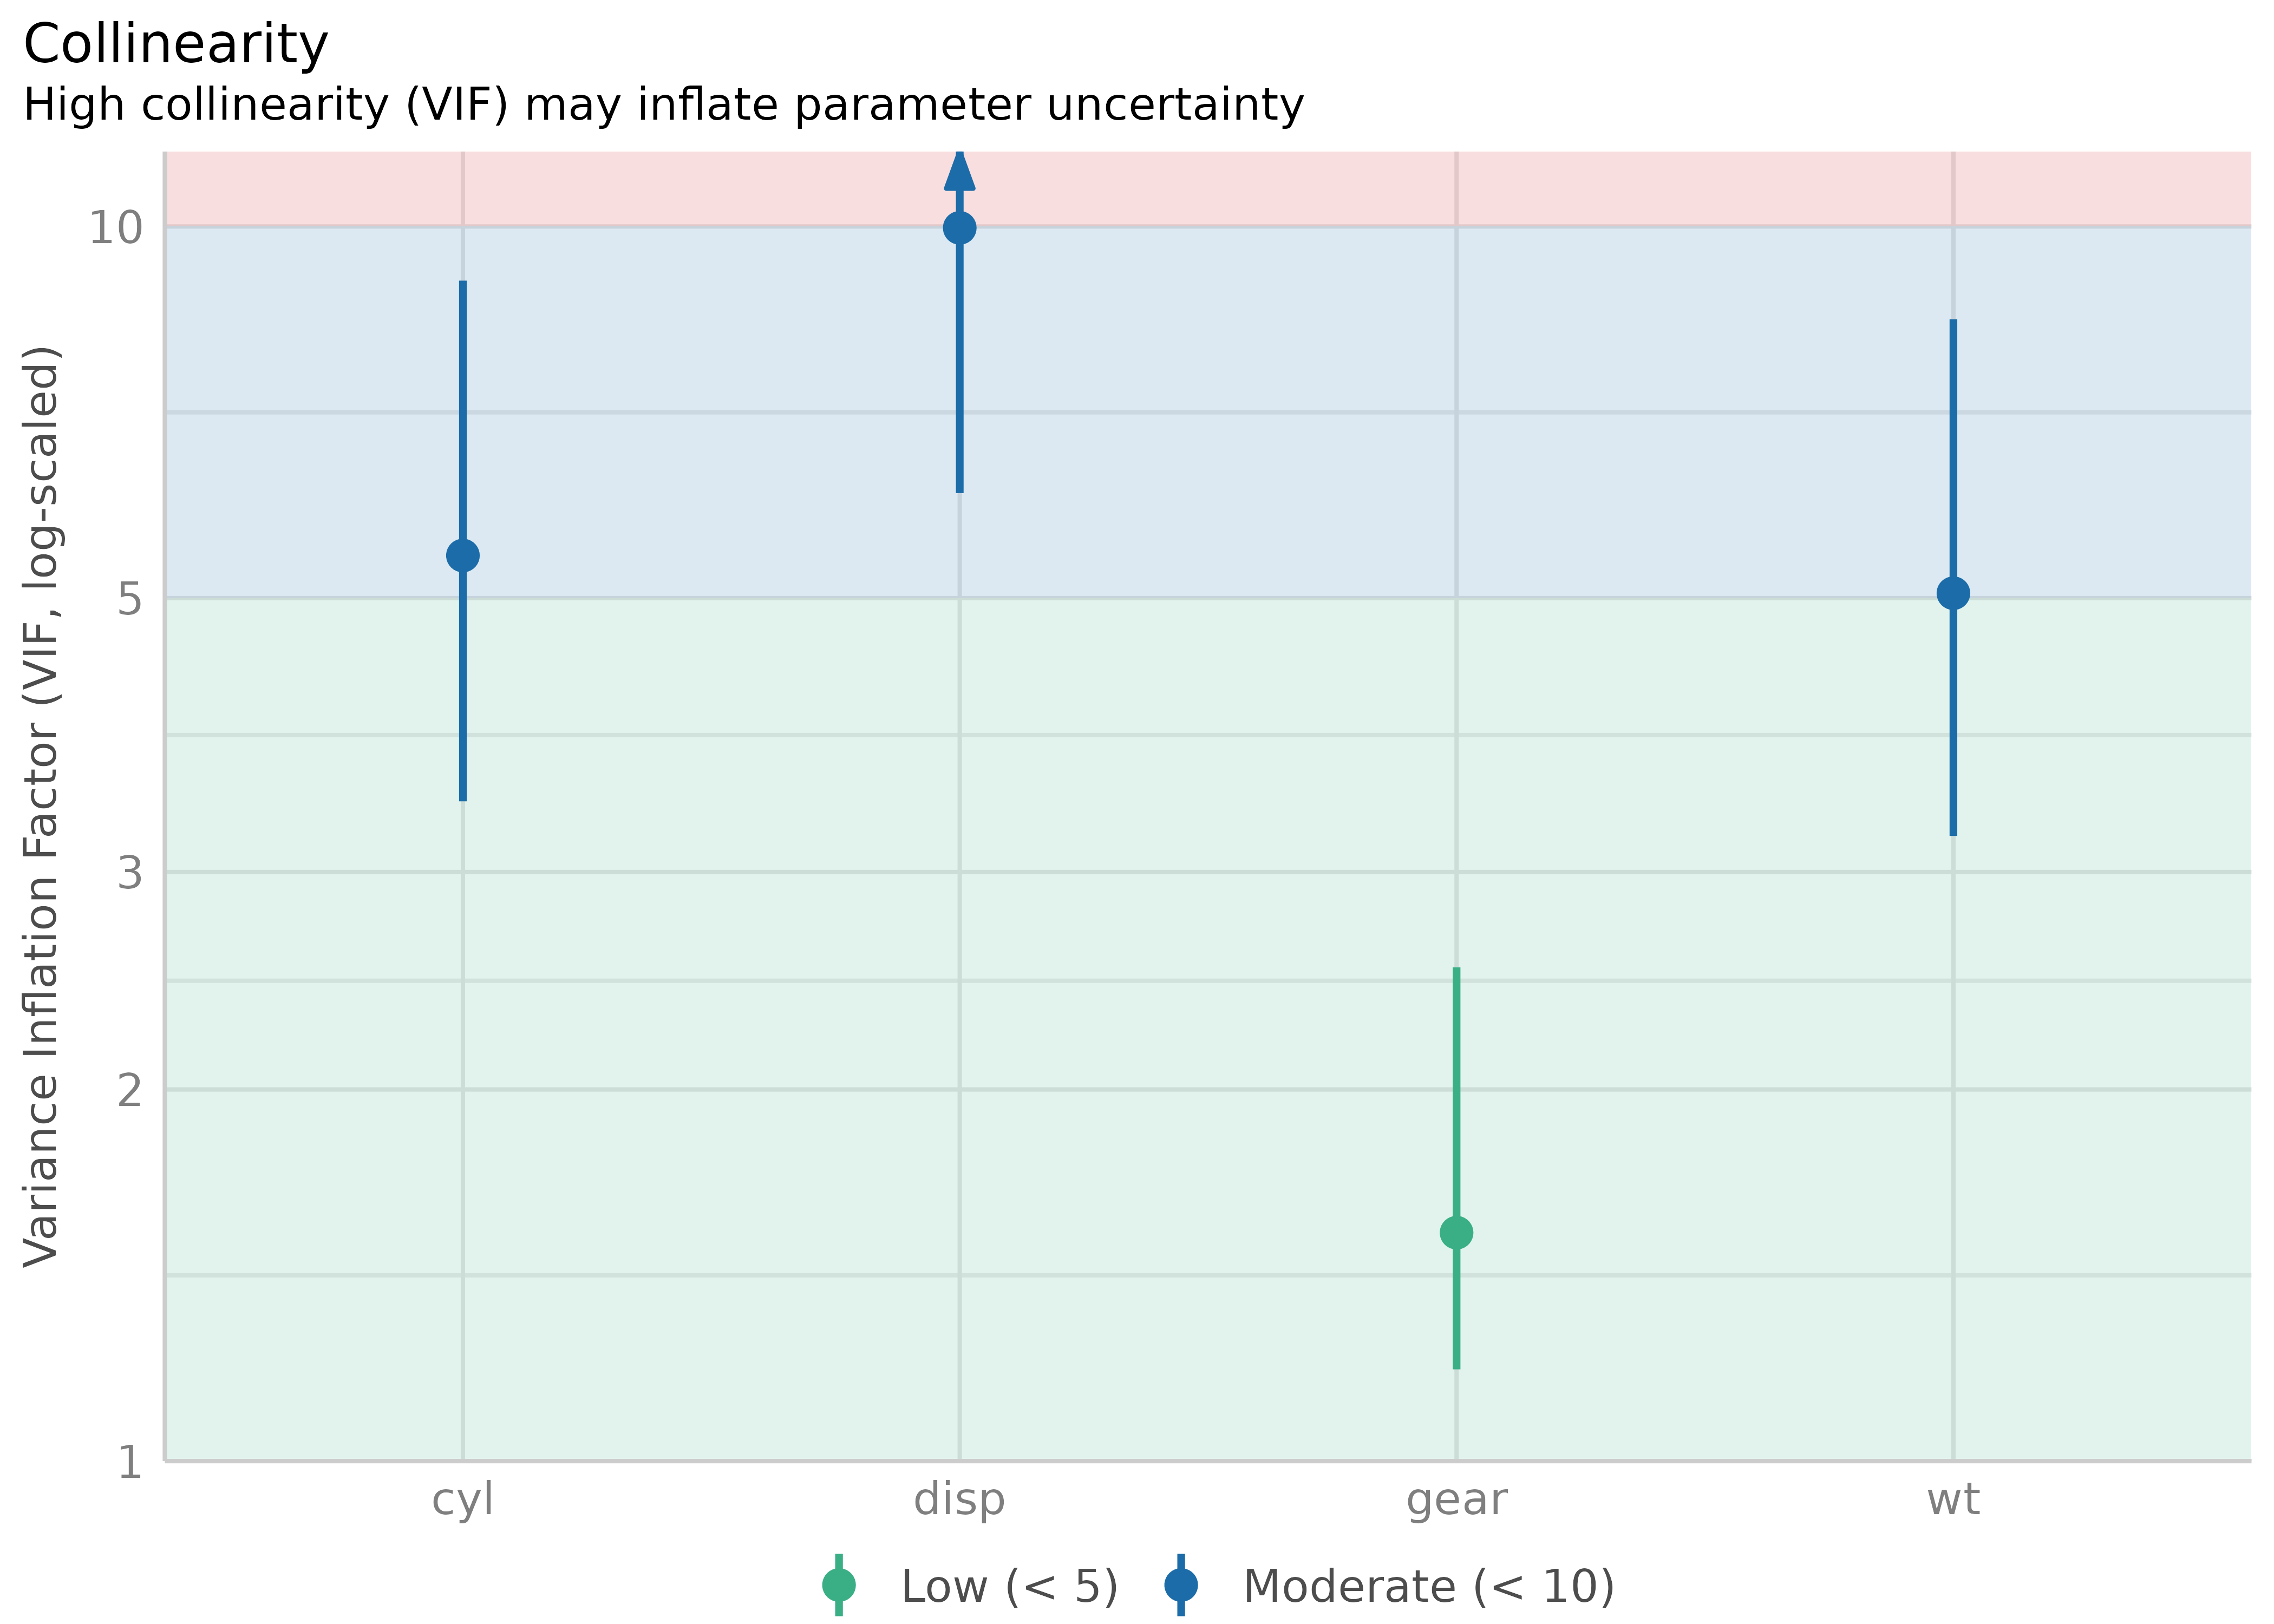 Collinearity
High collinearity (VIF) may inflate parameter uncertainty
Variance Inflation Factor (VIF, log-scaled)
10
5
3
2
1
cyl disp gear wt
Low (< 5) Moderate (< 10)